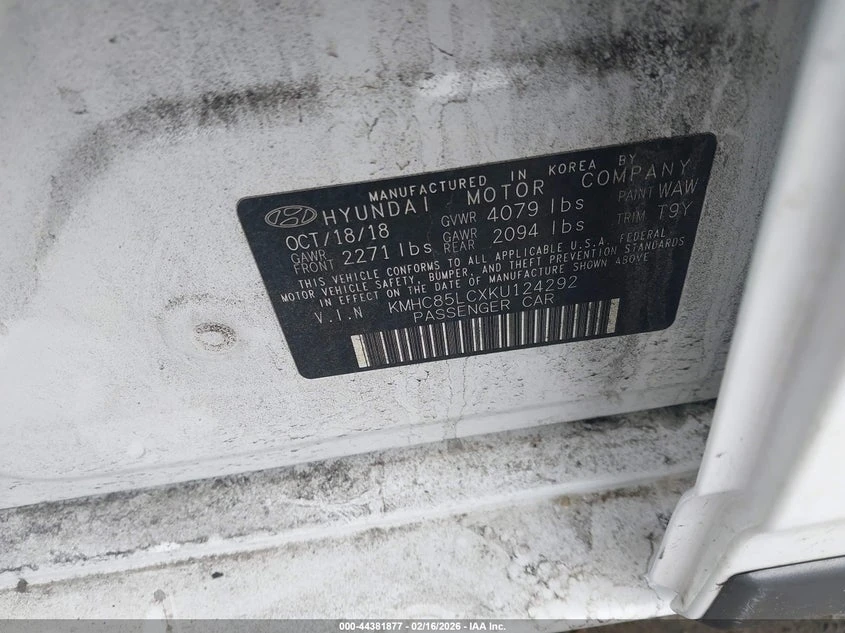 MANUFACTURED IN KOREA BY
HYUNDAI MOTOR COMPANY
OCT/18/18 GVWR 4079 lbs PAINT WAW
GAWR FRONT 2271 lbs GAWR REAR 2094 lbs TRIM T9Y
THIS VEHICLE CONFORMS TO ALL APPLICABLE U.S.A. FEDERAL
MOTOR VEHICLE SAFETY, BUMPER, AND THEFT PREVENTION STANDARDS
IN EFFECT ON THE DATE OF MANUFACTURE SHOWN ABOVE
V.I.N KMHC85LCXKU124292
PASSENGER CAR
000-44381877 - 02/16/2026 - IAA Inc.